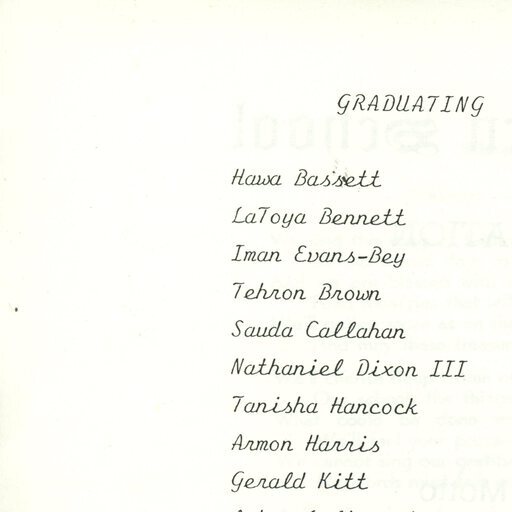 GRADUATING
Hawa Bassett
LaToya Bennett
Iman Evans-Bey
Tehron Brown
Sauda Callahan
Nathaniel Dixon III
Tanisha Hancock
Armon Harris
Gerald Kitt